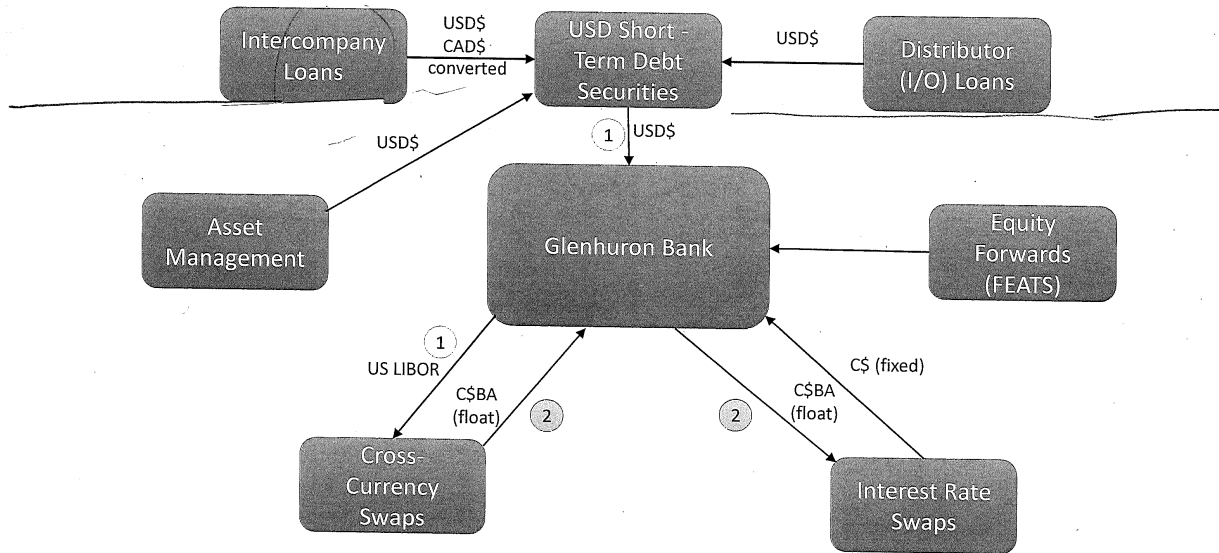 Intercompany
Loans
USD$
CAD$
converted
USD Short -
Term Debt
Securities
USD$
Distributor
(I/O) Loans
USD$
1
USD$
Asset
Management
Glenhuron Bank
Equity
Forwards
(FEATS)
1
US LIBOR
C$BA
(float)
2
2
C$BA
(float)
C$ (fixed)
Cross-
Currency
Swaps
Interest Rate
Swaps